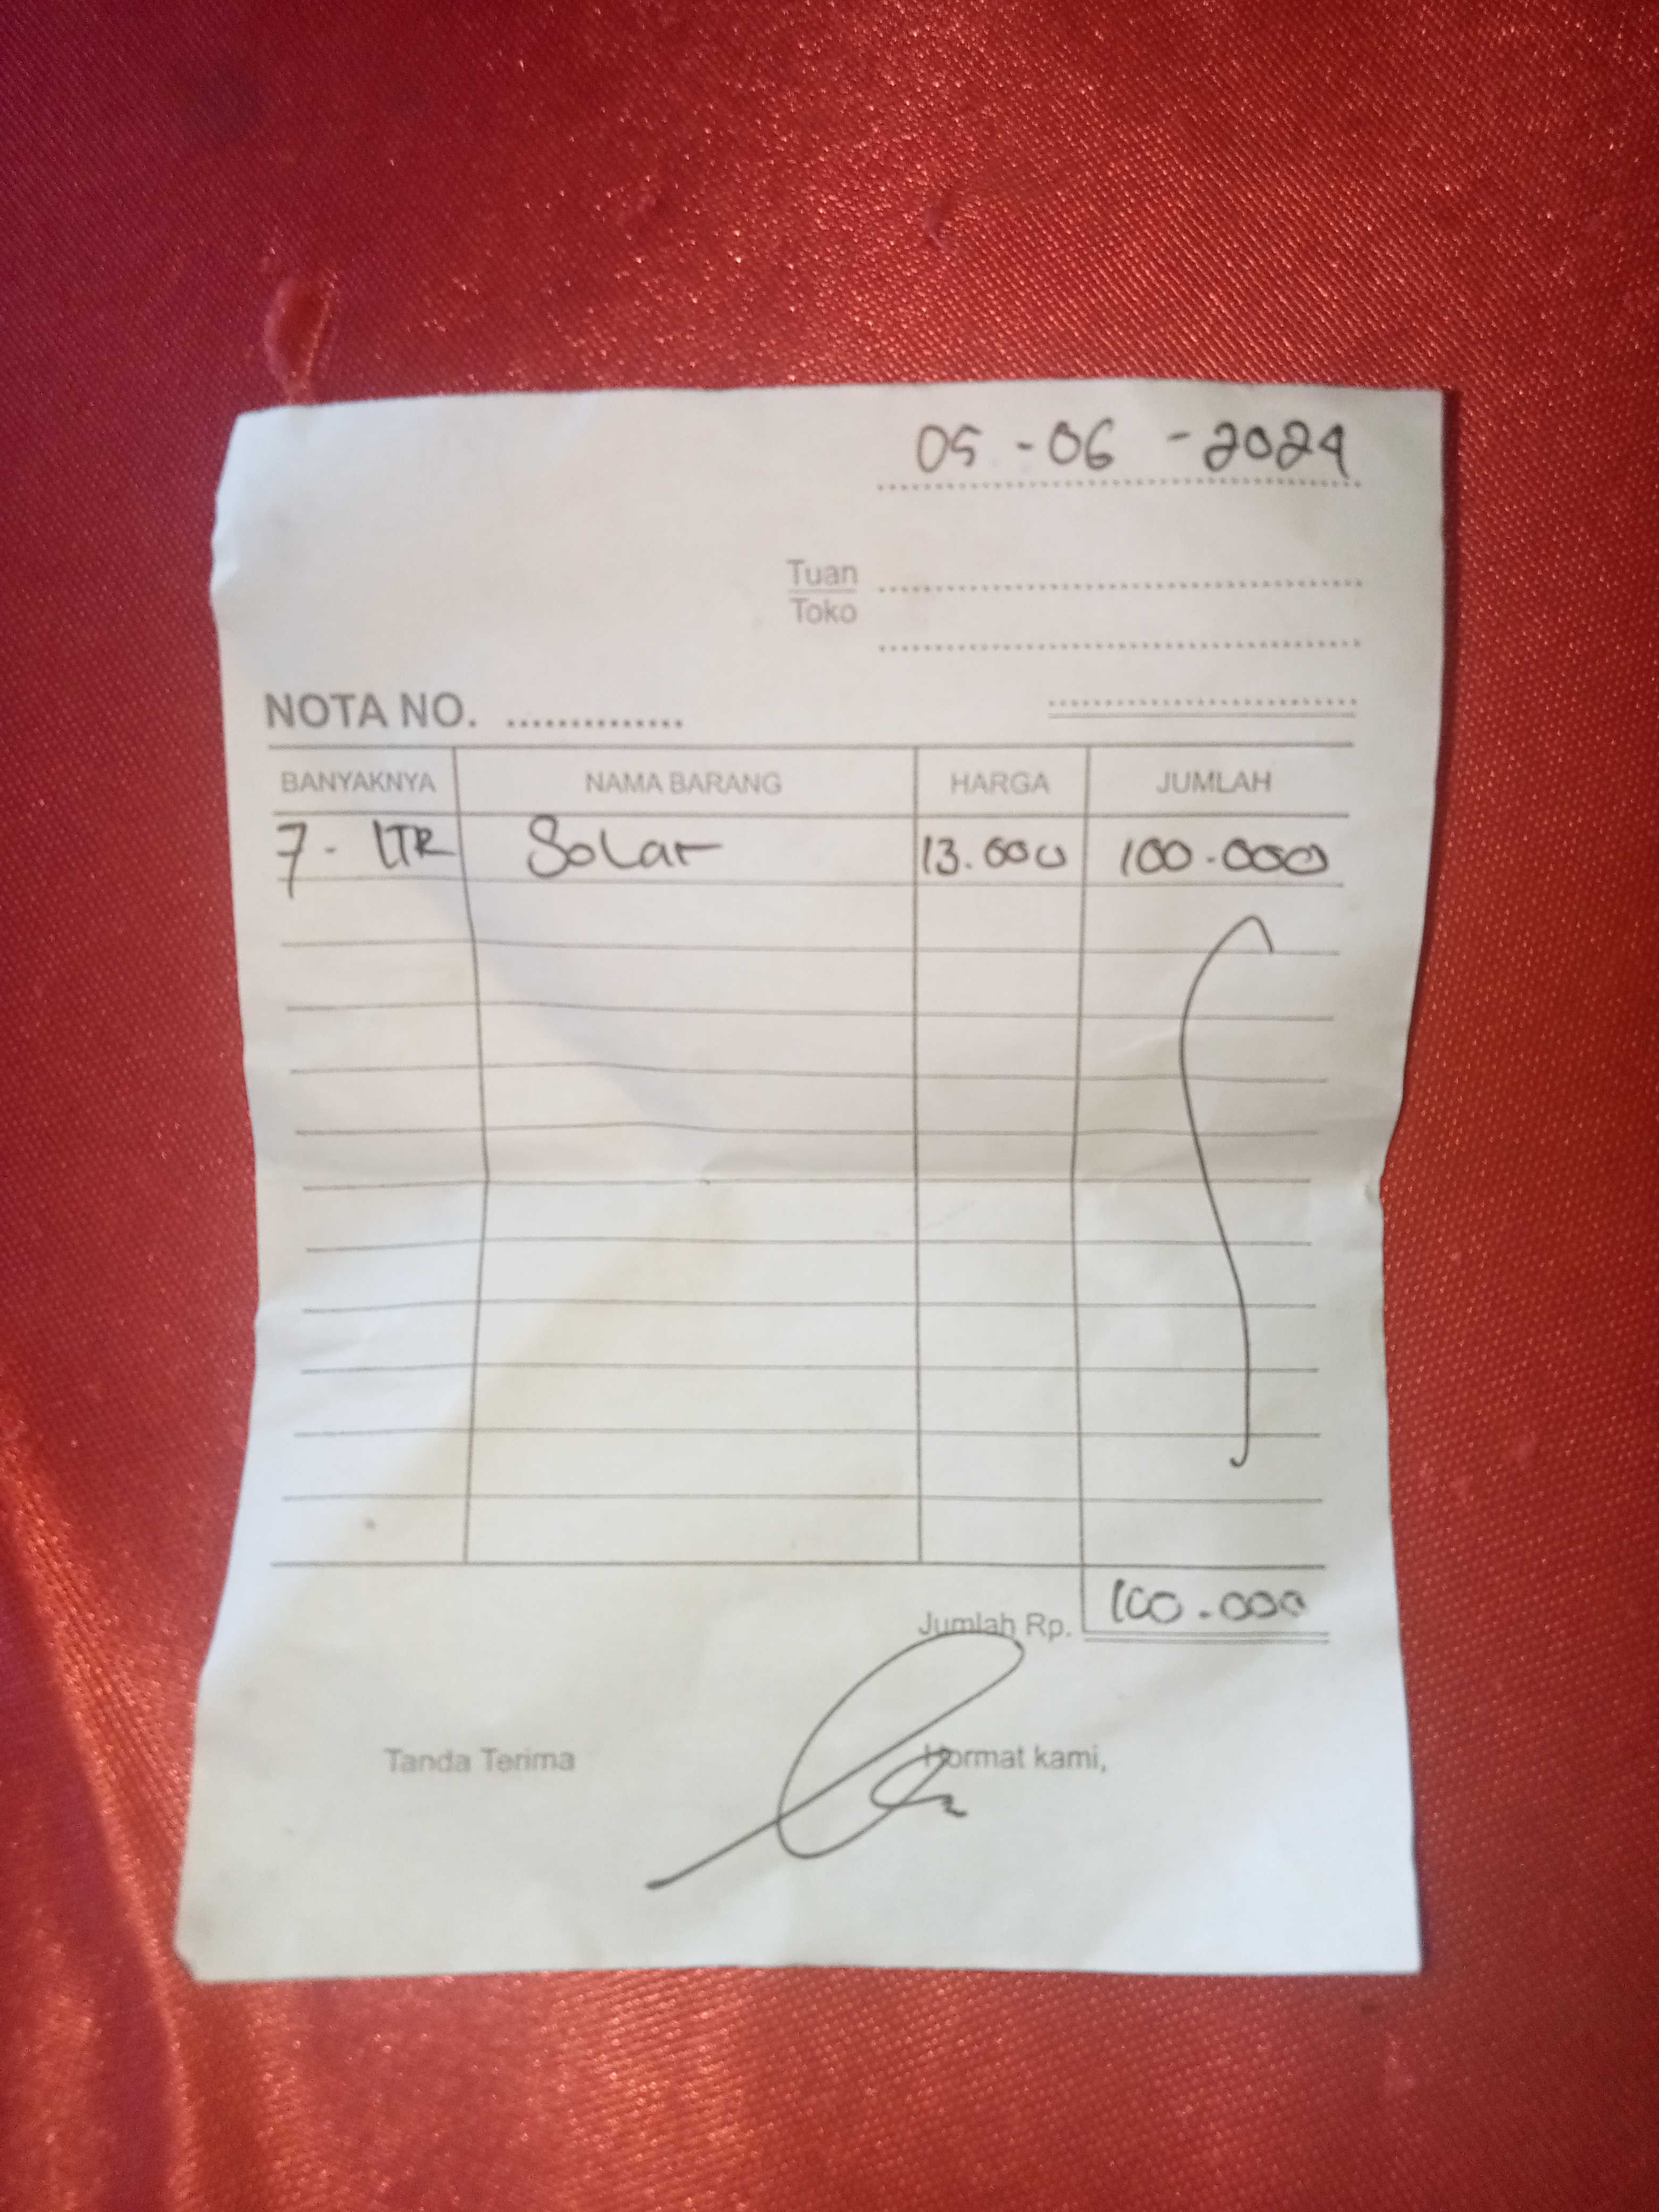 05 - 06 - 2024
Tuan
Toko
NOTA NO. ..............
BANYAKNYA NAMA BARANG HARGA JUMLAH
7 - LTR Solar 13.600 100.000
Jumlah Rp. 100.000
Tanda Terima Hormat kami,